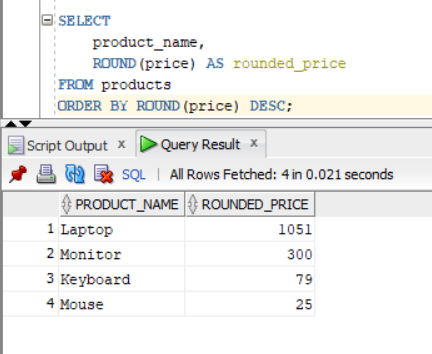 SELECT
product_name,
ROUND(price) AS rounded_price
FROM products
ORDER BY ROUND(price) DESC;
Script Output x Query Result x
SQL | All Rows Fetched: 4 in 0.021 seconds
PRODUCT_NAME ROUNDED_PRICE
1 Laptop 1051
2 Monitor 300
3 Keyboard 79
4 Mouse 25